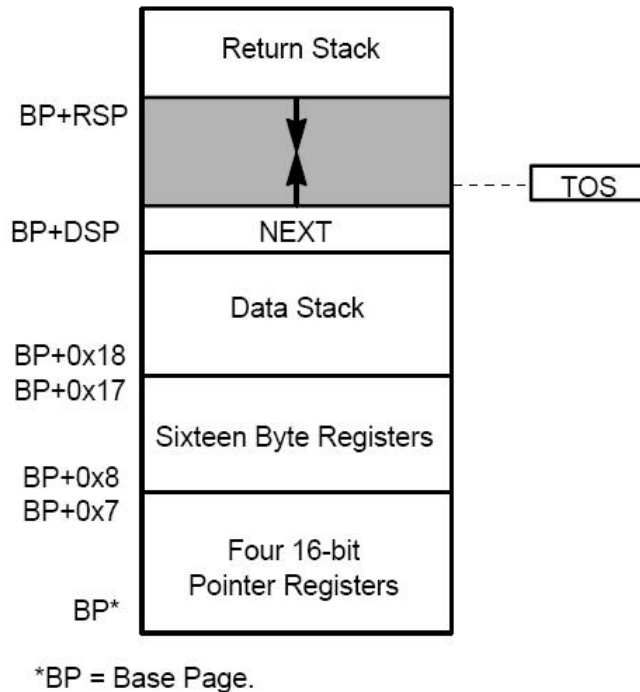 Return Stack
BP+RSP
TOS
BP+DSP
NEXT
Data Stack
BP+0x18
BP+0x17
Sixteen Byte Registers
BP+0x8
BP+0x7
Four 16-bit
Pointer Registers
BP*
*BP = Base Page.